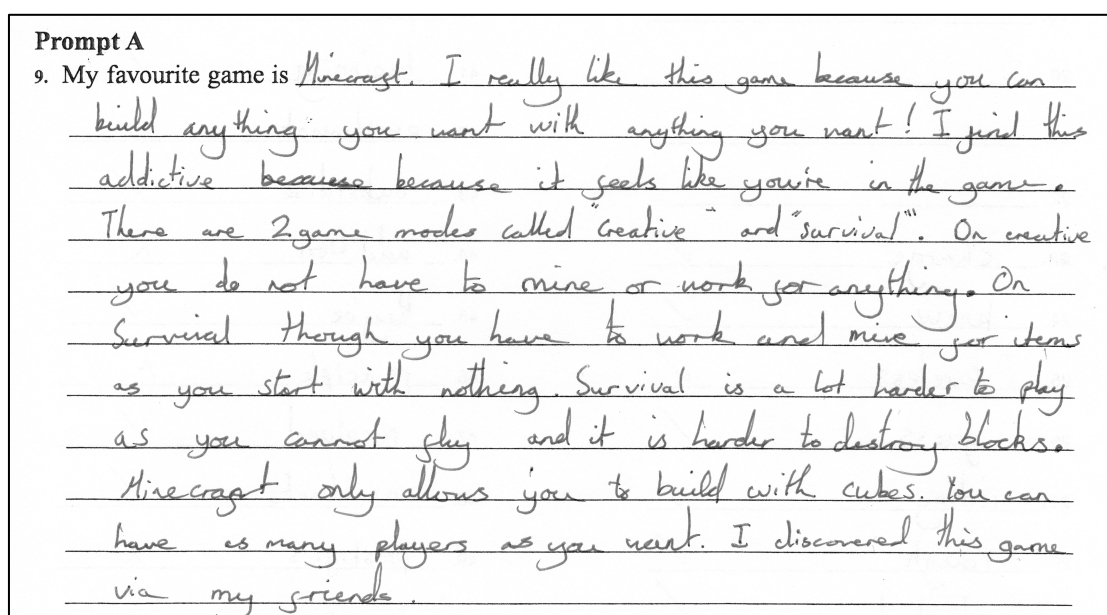 Prompt A
9. My favourite game is Minecraft. I really like this game because you can
build anything you want with anything you want! I find this
addictive because because it feels like you're in the game.
There are 2 game modes called "creative" and "survival". On creative
you do not have to mine or work for anything. On
Survival though you have to work and mine for items
as you start with nothing. Survival is a lot harder to play
as you cannot fly and it is harder to destroy blocks.
Minecraft only allows you to build with cubes. You can
have as many players as you want. I discovered this game
via my friends.